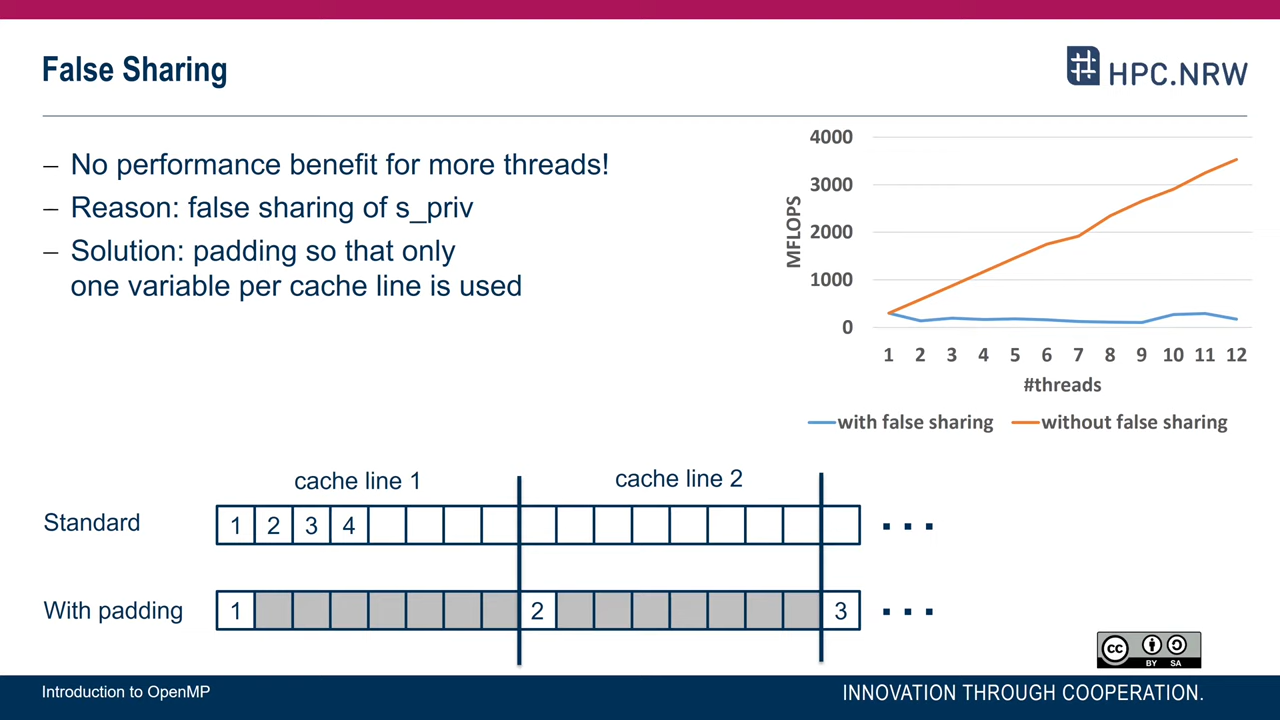 False Sharing
HPC.NRW
– No performance benefit for more threads!
– Reason: false sharing of s_priv
– Solution: padding so that only
one variable per cache line is used
4000
3000
2000
1000
0
MFLOPS
1 2 3 4 5 6 7 8 9 10 11 12
#threads
with false sharing without false sharing
cache line 1 cache line 2
Standard 1 2 3 4 ...
With padding 1 2 3 ...
cc BY SA
Introduction to OpenMP
INNOVATION THROUGH COOPERATION.